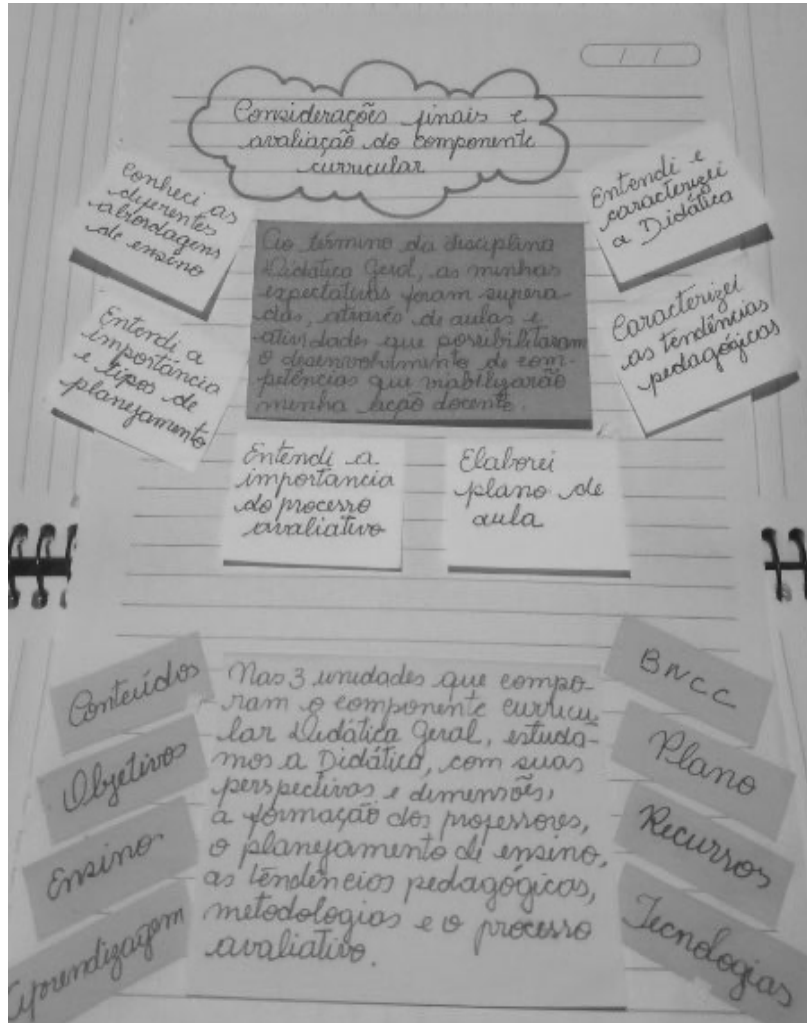 / /
Considerações finais e
avaliação do componente
curricular
Conheci as
diferentes
abordagens
de ensino
Entendi e
caracterizei
a Didática
Ao término da disciplina
Didática Geral, as minhas
expectativas foram supera-
das, através de aulas e
atividades que possibilitaram
o desenvolvimento de com-
petências que viabilizarão
minha ação docente.
Entendi a
importância
e tipos de
planejamento
Caracterizei
as tendências
pedagógicas
Entendi a
importância
do processo
avaliativo
Elaborei
plano de
aula
Conteúdos
Objetivos
Ensino
Aprendizagem
Nas 3 unidades que compo-
ram o componente curricu-
lar Didática Geral, estuda-
mos a Didática, com suas
perspectivas e dimensões,
a formação dos professores,
o planejamento de ensino,
as tendências pedagógicas,
metodologias e o processo
avaliativo.
BNCC
Plano
Recursos
Tecnologias